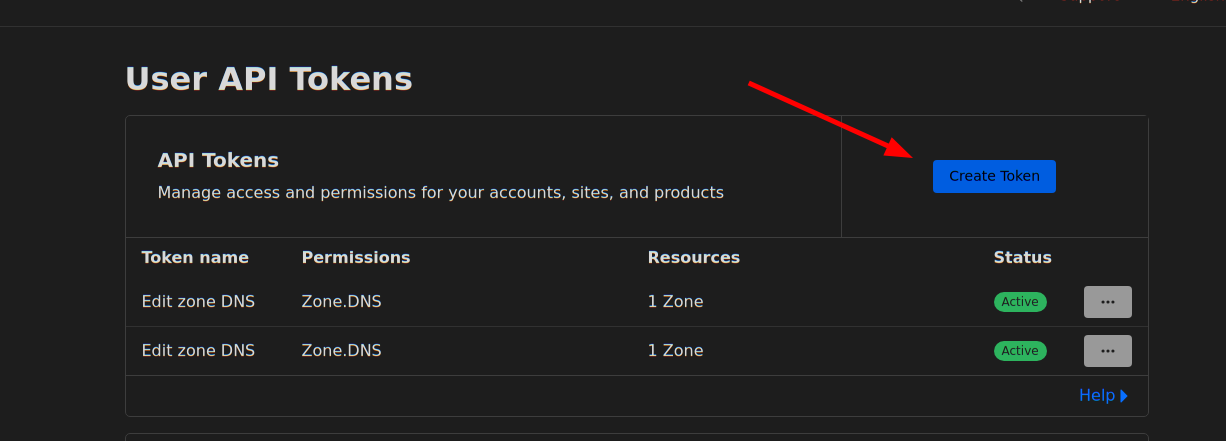 User API Tokens
API Tokens
Manage access and permissions for your accounts, sites, and products
Create Token
Token name Permissions Resources Status
Edit zone DNS Zone.DNS 1 Zone Active
Edit zone DNS Zone.DNS 1 Zone Active
Help